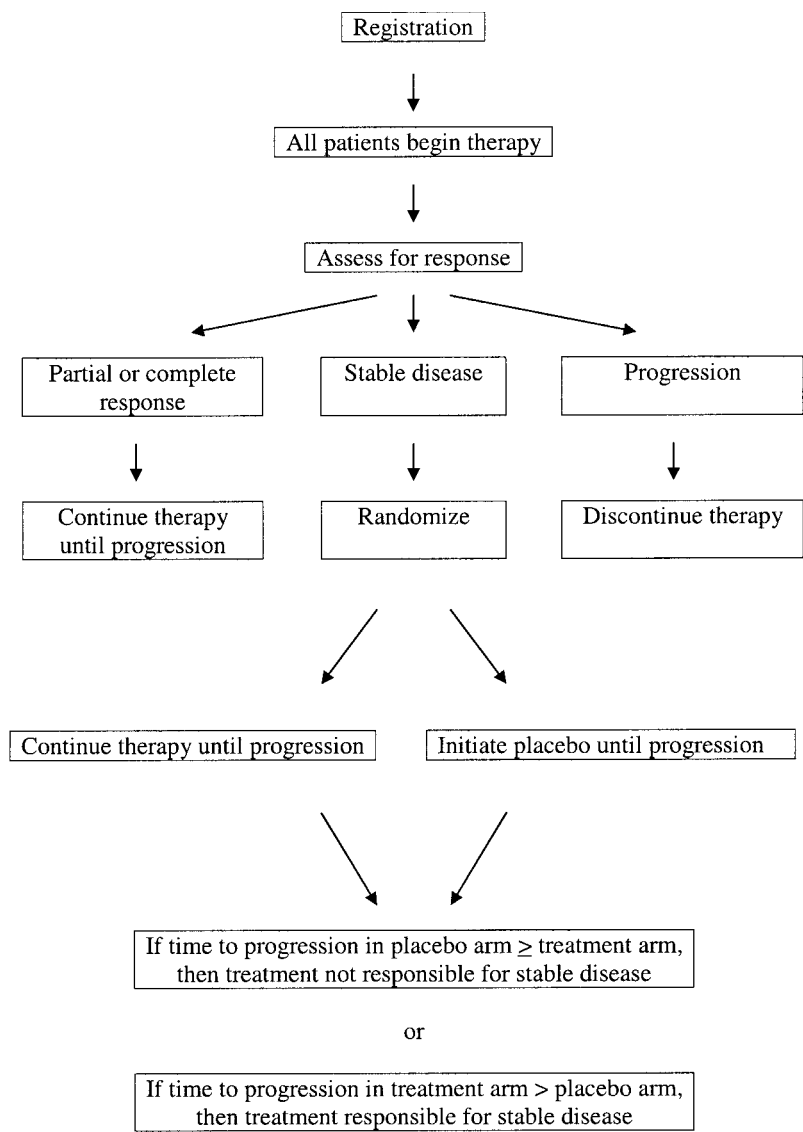 Registration
All patients begin therapy
Assess for response
Partial or complete
response
Stable disease
Progression
Continue therapy
until progression
Randomize
Discontinue therapy
Continue therapy until progression
Initiate placebo until progression
If time to progression in placebo arm ≥ treatment arm,
then treatment not responsible for stable disease
or
If time to progression in treatment arm > placebo arm,
then treatment responsible for stable disease